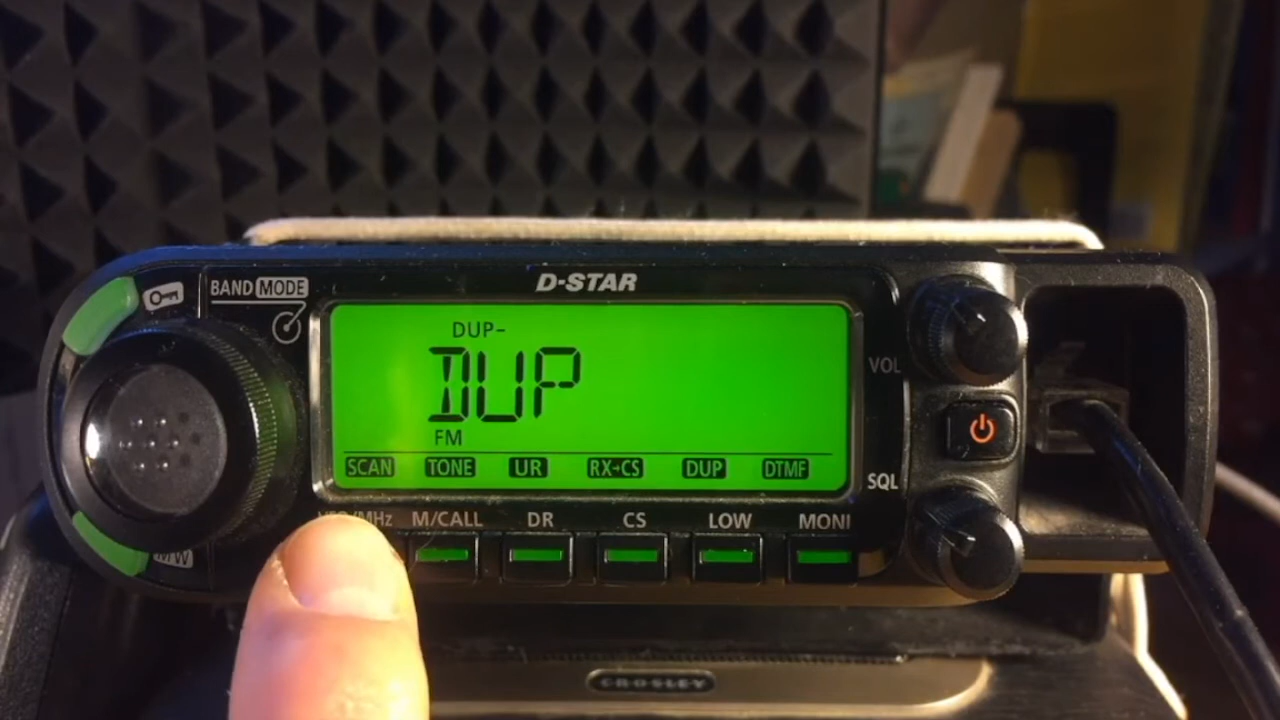 D-STAR
BAND MODE
DUP-
DUP
FM
SCAN TONE UR RX→CS DUP DTMF
VOL
SQL
M/CALL DR CS LOW MONI
CROSLEY